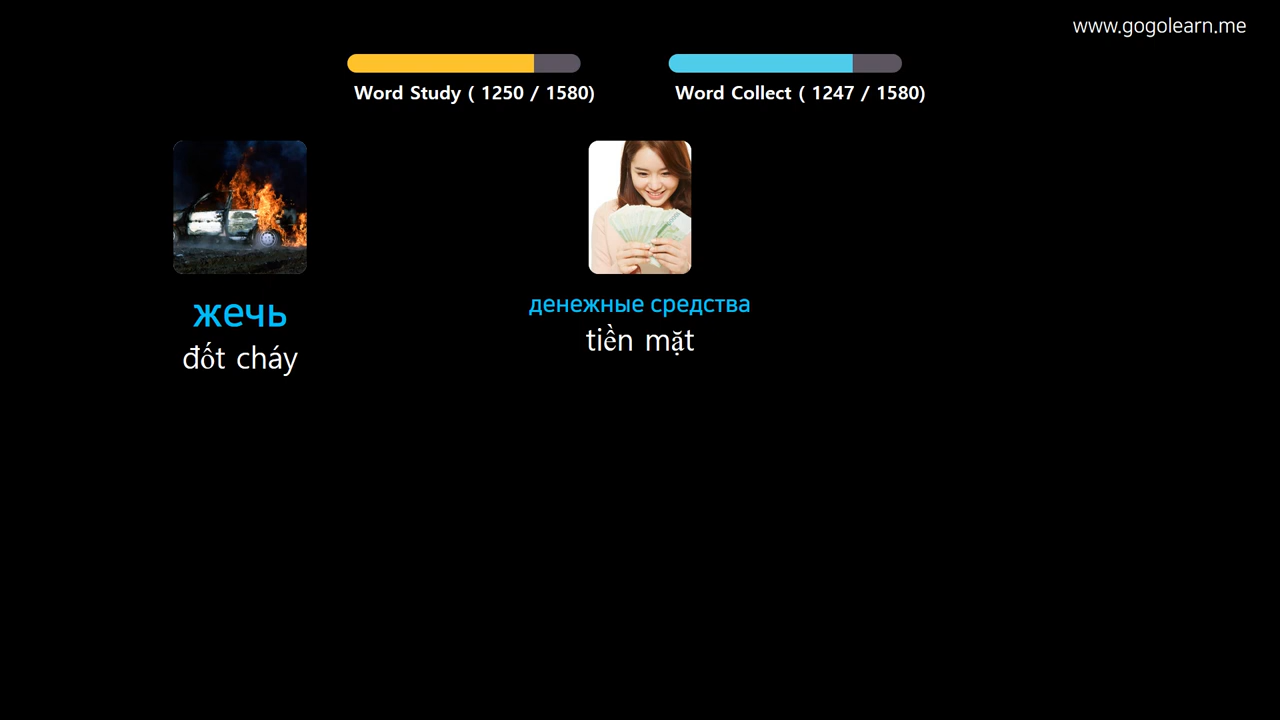 www.gogolearn.me
Word Study ( 1250 / 1580)
Word Collect ( 1247 / 1580)
жечь
đốt cháy
денежные средства
tiền mặt